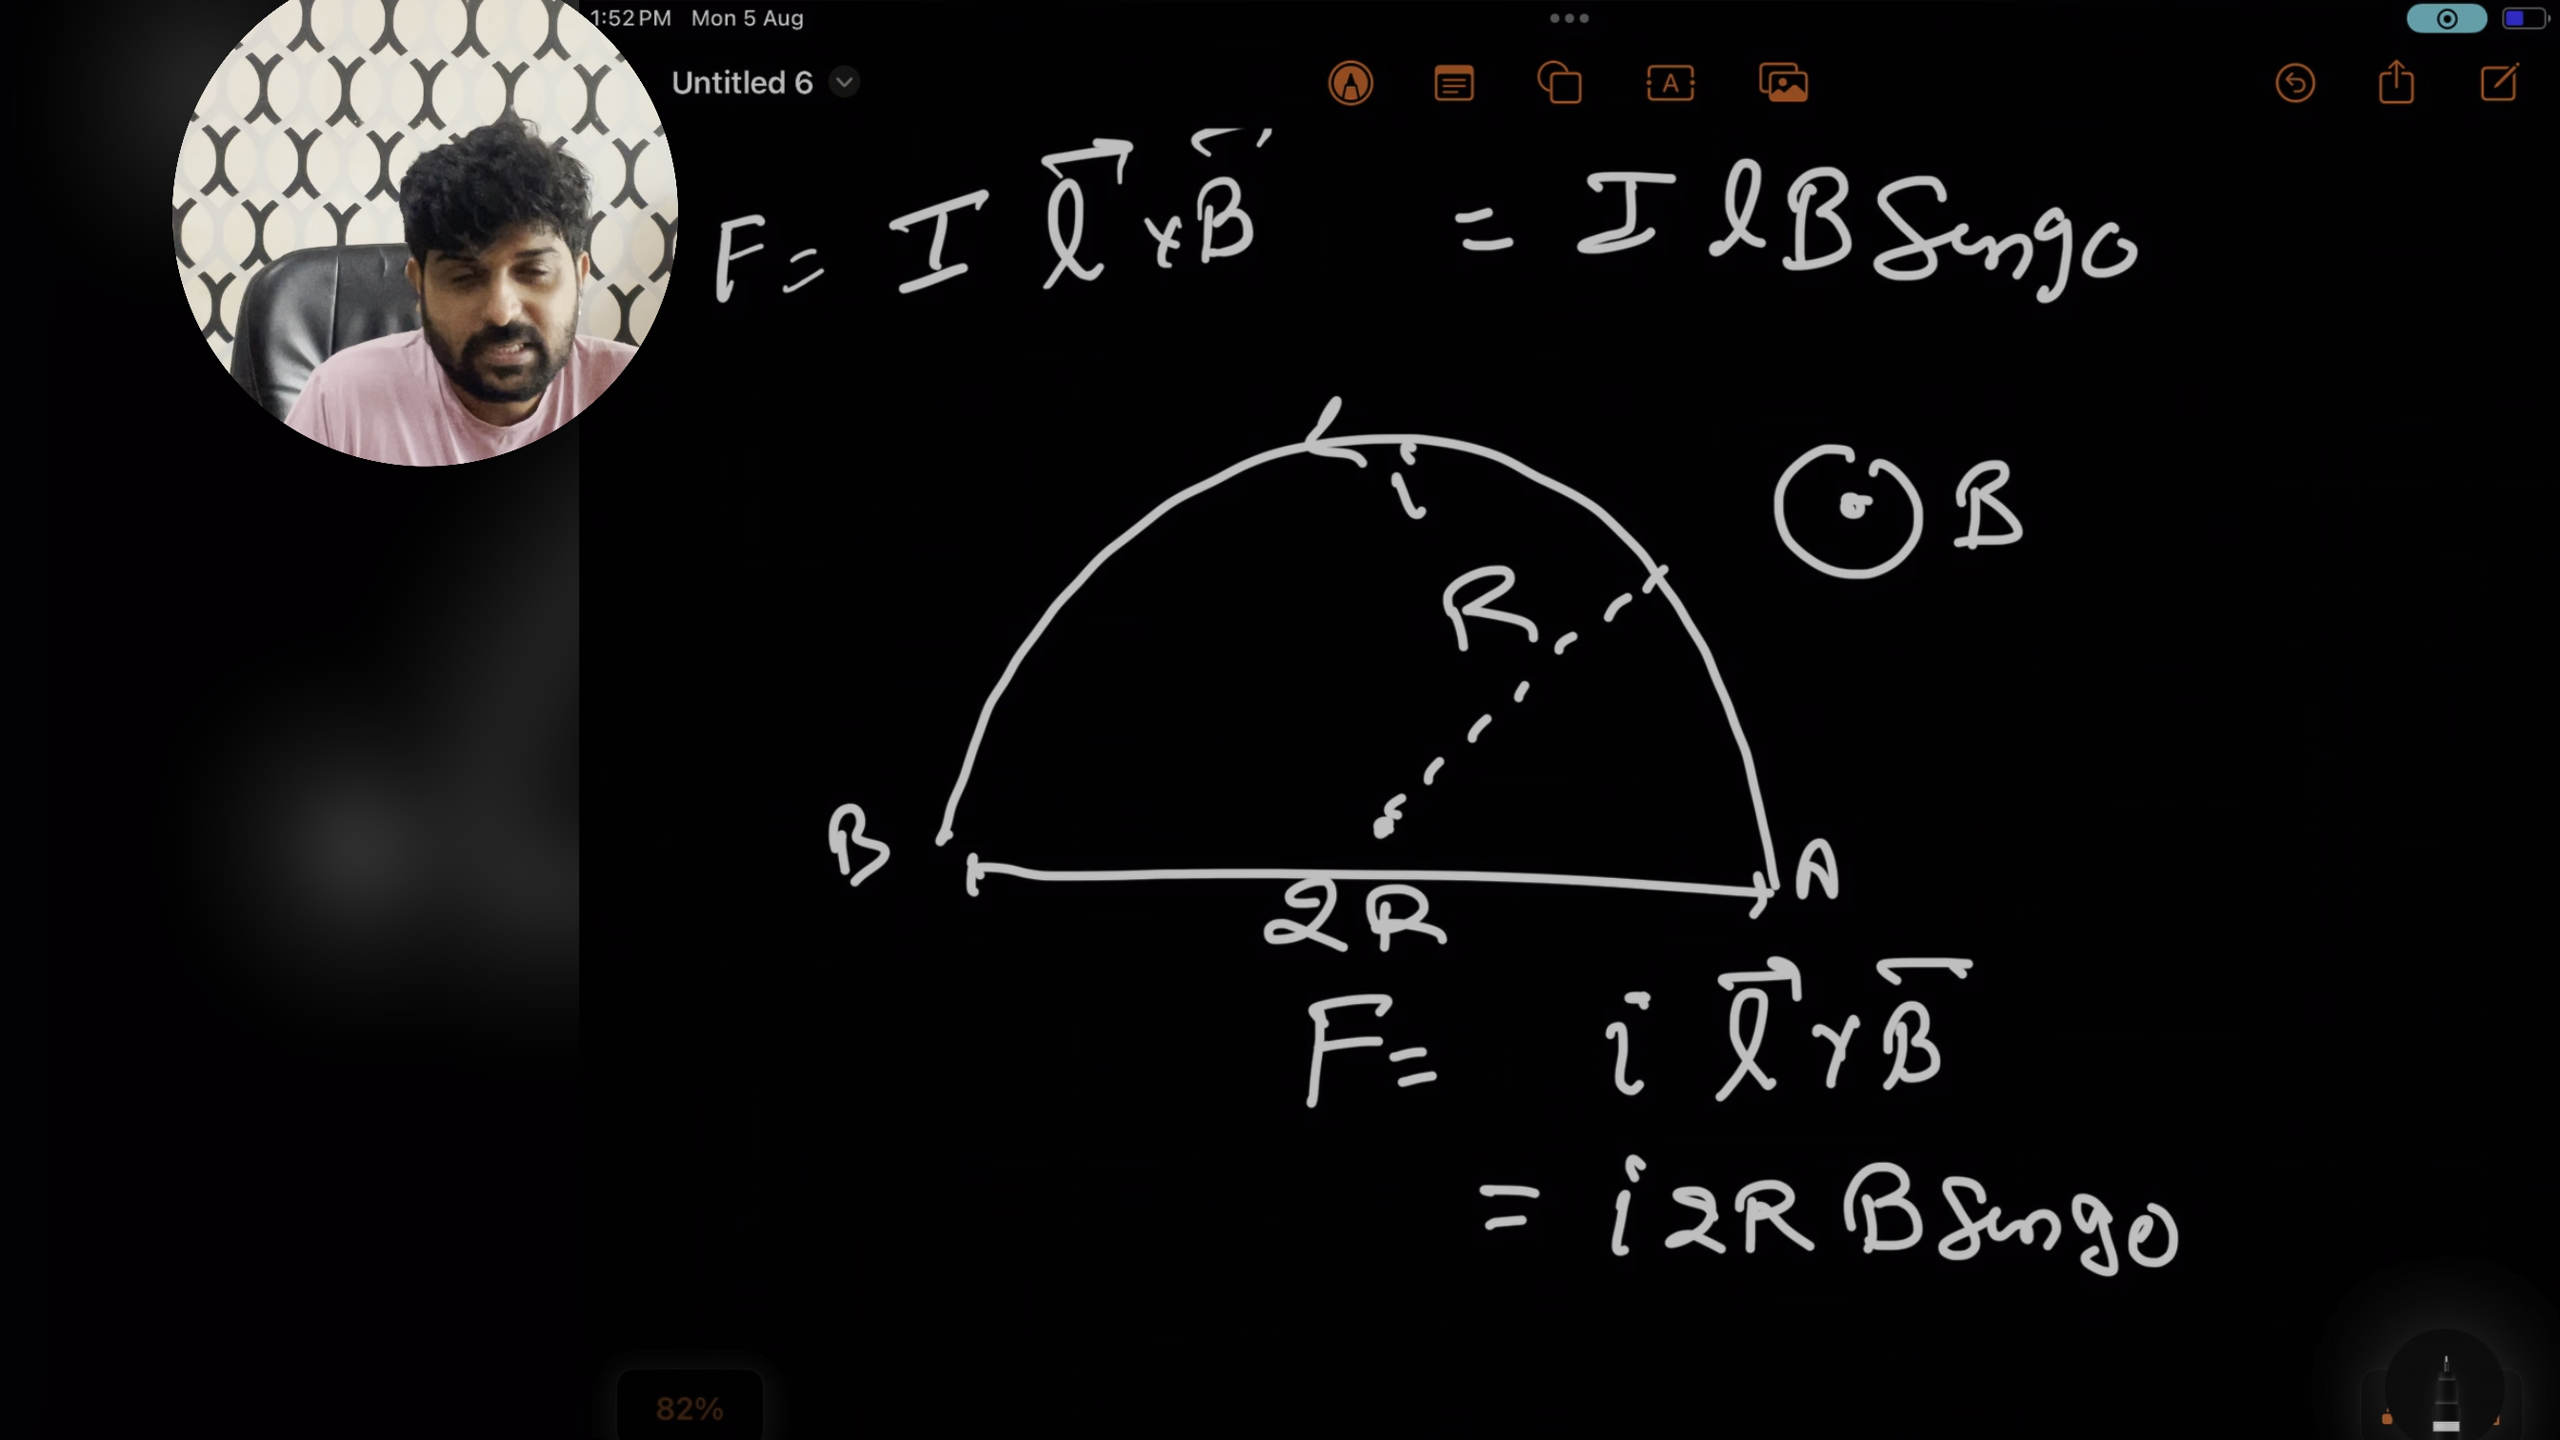 1:52 PM Mon 5 Aug
Untitled 6
F = I l × B = I l B Sin90
i
B
R
B
A
2R
F = i l × B
= i 2R B Sin90
82%